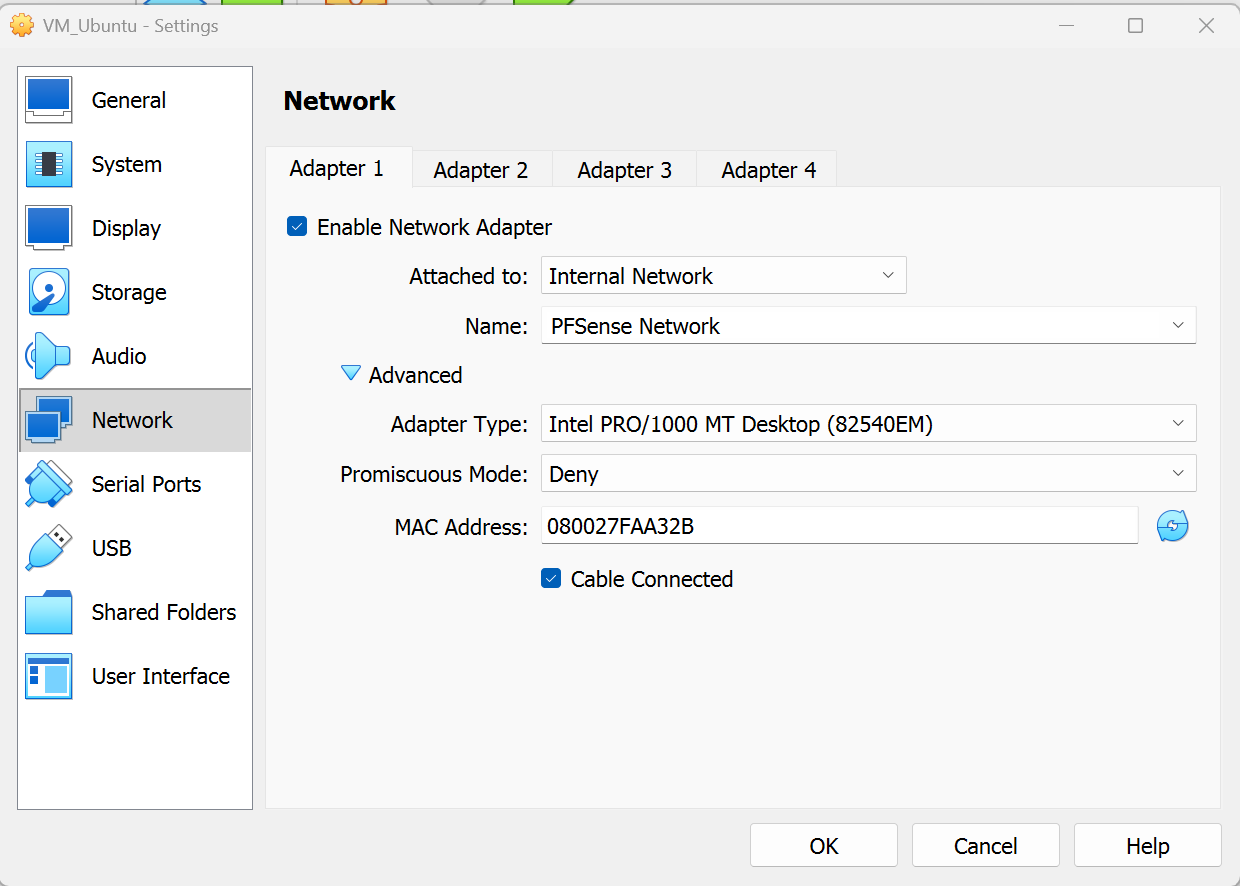 VM_Ubuntu - Settings
General
System
Display
Storage
Audio
Network
Serial Ports
USB
Shared Folders
User Interface
Network
Adapter 1 Adapter 2 Adapter 3 Adapter 4
Enable Network Adapter
Attached to: Internal Network
Name: PFSense Network
Advanced
Adapter Type: Intel PRO/1000 MT Desktop (82540EM)
Promiscuous Mode: Deny
MAC Address: 080027FAA32B
Cable Connected
OK Cancel Help